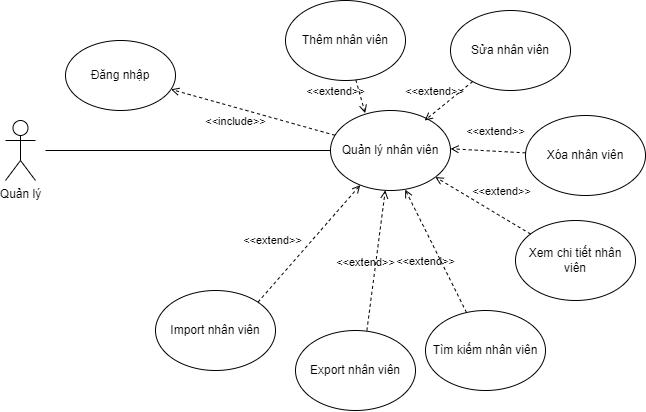 Thêm nhân viên
Sửa nhân viên
Đăng nhập
<<extend>>
<<extend>>
<<include>>
<<extend>>
Quản lý nhân viên
Xóa nhân viên
Quản lý
<<extend>>
<<extend>>
Xem chi tiết nhân
viên
<<extend>>
<<extend>>
Import nhân viên
Export nhân viên
Tìm kiếm nhân viên